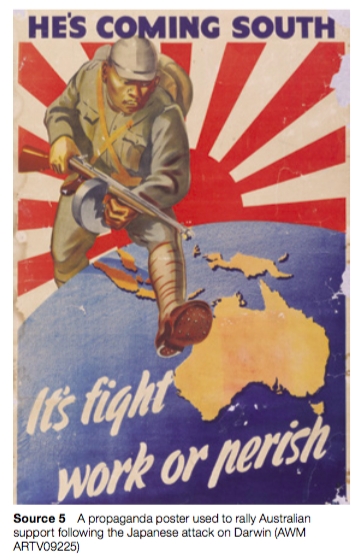 HE'S COMING SOUTH
It's fight
work or perish
Source 5 A propaganda poster used to rally Australian
support following the Japanese attack on Darwin (AWM
ARTV09225)